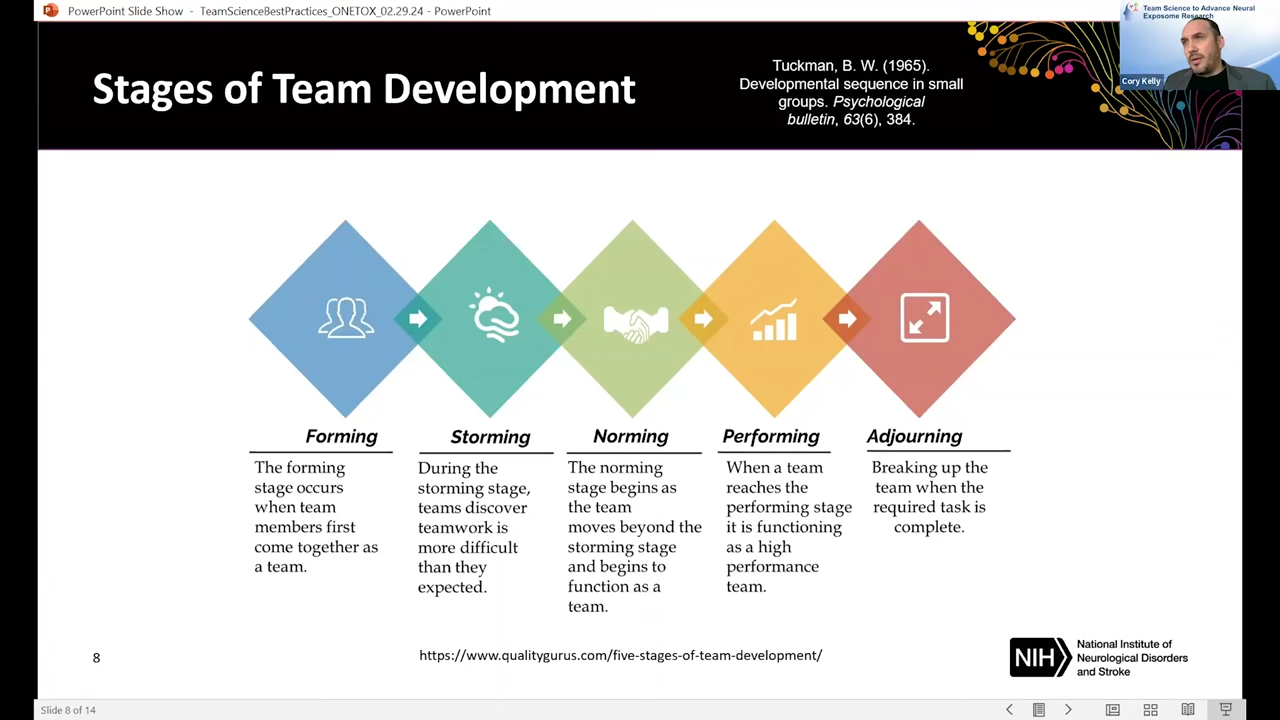 PowerPoint Slide Show - TeamScienceBestPractices_ONETOX_02.29.24 - PowerPoint
Team Science to Advance Neural
Exposome Research
Cory Kelly
Stages of Team Development
Tuckman, B. W. (1965).
Developmental sequence in small
groups. Psychological
bulletin, 63(6), 384.
Forming
The forming
stage occurs
when team
members first
come together as
a team.
Storming
During the
storming stage,
teams discover
teamwork is
more difficult
than they
expected.
Norming
The norming
stage begins as
the team
moves beyond the
storming stage
and begins to
function as a
team.
Performing
When a team
reaches the
performing stage
it is functioning
as a high
performance
team.
Adjourning
Breaking up the
team when the
required task is
complete.
8
https://www.qualitygurus.com/five-stages-of-team-development/
NIH
National Institute of
Neurological Disorders
and Stroke
Slide 8 of 14